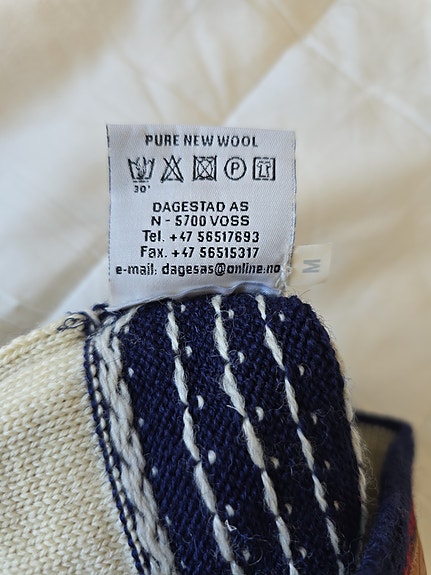 PURE NEW WOOL
30°
P
DAGESTAD AS
N - 5700 VOSS
Tel. +47 56517693
Fax. +47 56515317
e-mail: dagesas@online.no
M